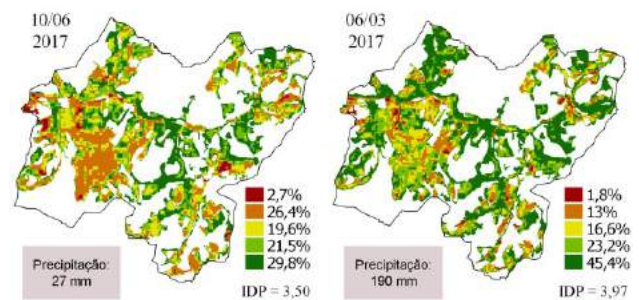 10/06
2017
2,7%
26,4%
19,6%
21,5%
29,8%
Precipitação:
27 mm
IDP = 3,50
06/03
2017
1,8%
13%
16,6%
23,2%
45,4%
Precipitação:
190 mm
IDP = 3,97